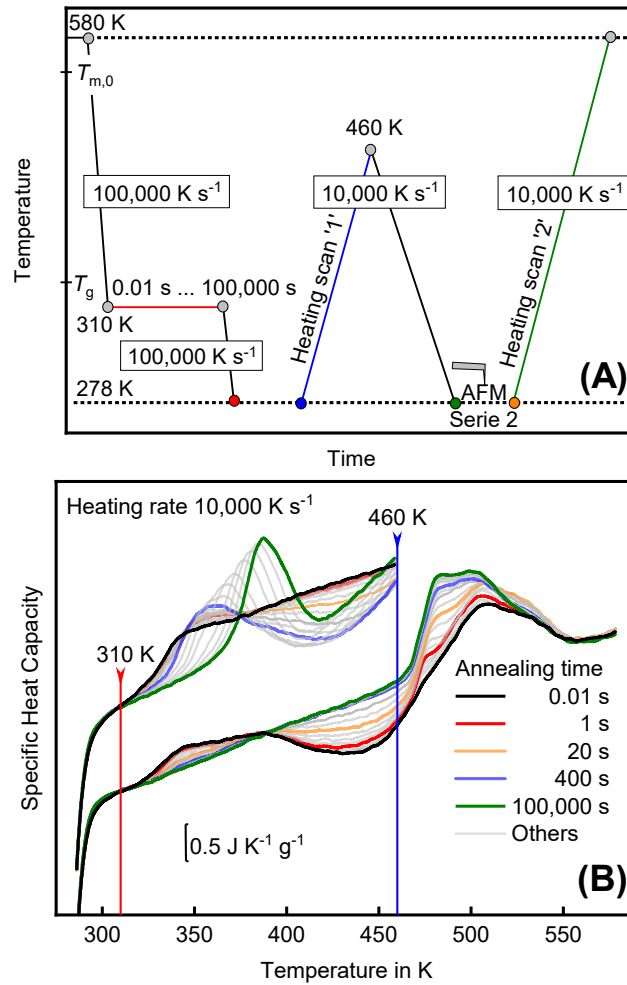 580 K
Tm,0
460 K
100,000 K s⁻¹
10,000 K s⁻¹
10,000 K s⁻¹
Heating scan '1'
Heating scan '2'
Temperature
Tg
0.01 s ... 100,000 s
310 K
100,000 K s⁻¹
278 K
AFM
Serie 2
(A)
Time
Heating rate 10,000 K s⁻¹
460 K
310 K
Specific Heat Capacity
Annealing time
0.01 s
1 s
20 s
400 s
100,000 s
Others
0.5 J K⁻¹ g⁻¹
(B)
300 350 400 450 500 550
Temperature in K